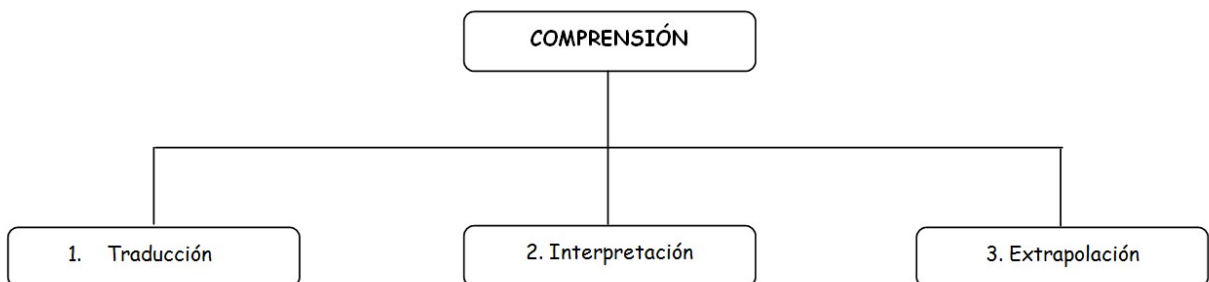 COMPRENSIÓN
1. Traducción
2. Interpretación
3. Extrapolación